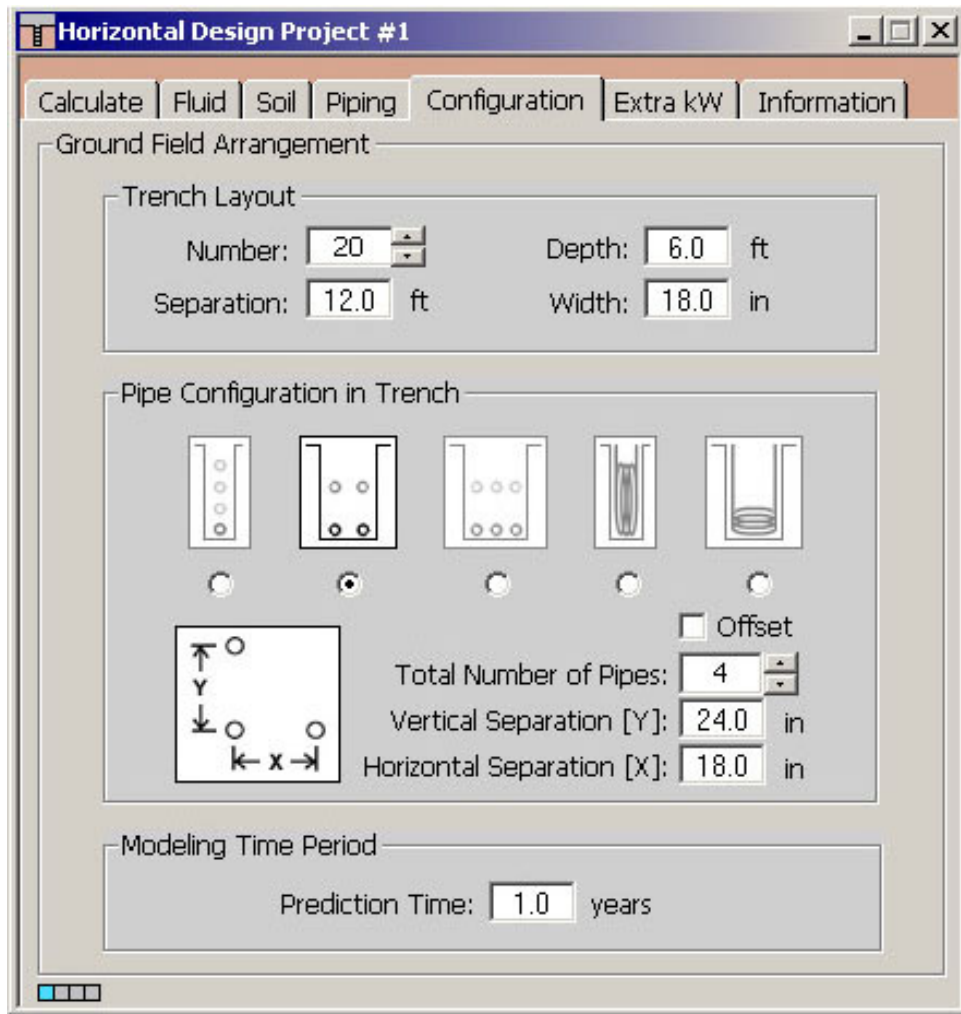 Horizontal Design Project #1
Calculate Fluid Soil Piping Configuration Extra kW Information
Ground Field Arrangement
Trench Layout
Number: 20 Depth: 6.0 ft
Separation: 12.0 ft Width: 18.0 in
Pipe Configuration in Trench
Offset
Y
X
Total Number of Pipes: 4
Vertical Separation [Y]: 24.0 in
Horizontal Separation [X]: 18.0 in
Modeling Time Period
Prediction Time: 1.0 years